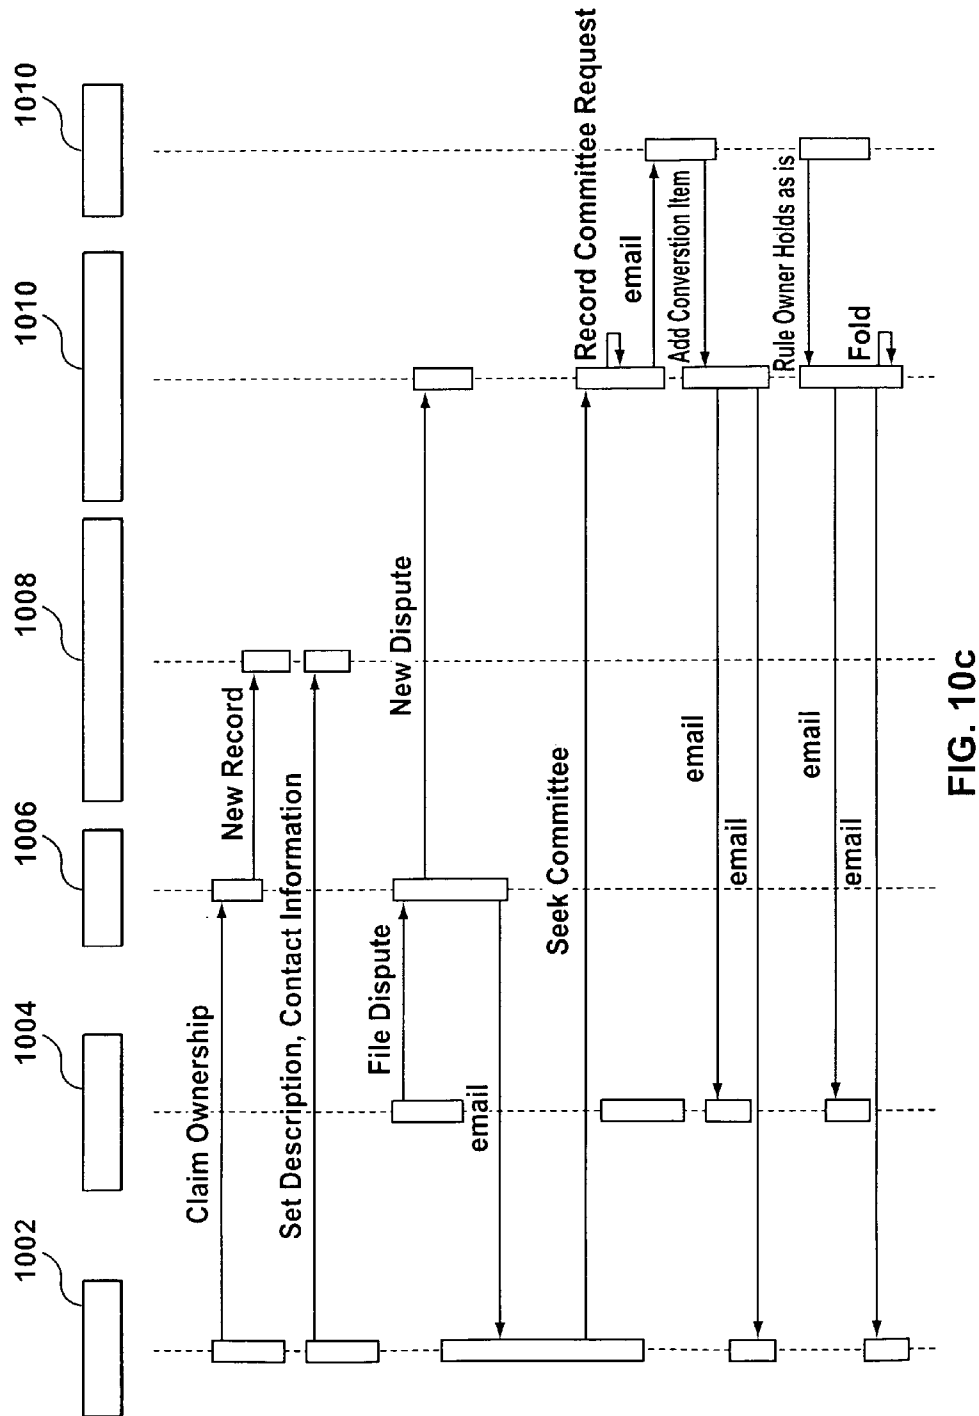 1002
1004
1006
1008
1010
1010
Claim Ownership
New Record
Set Description, Contact Information
File Dispute
New Dispute
email
Seek Committee
Record Committee Request
email
Add Converstion Item
email
email
Rule Owner Holds as is
email
email
Fold
FIG. 10c